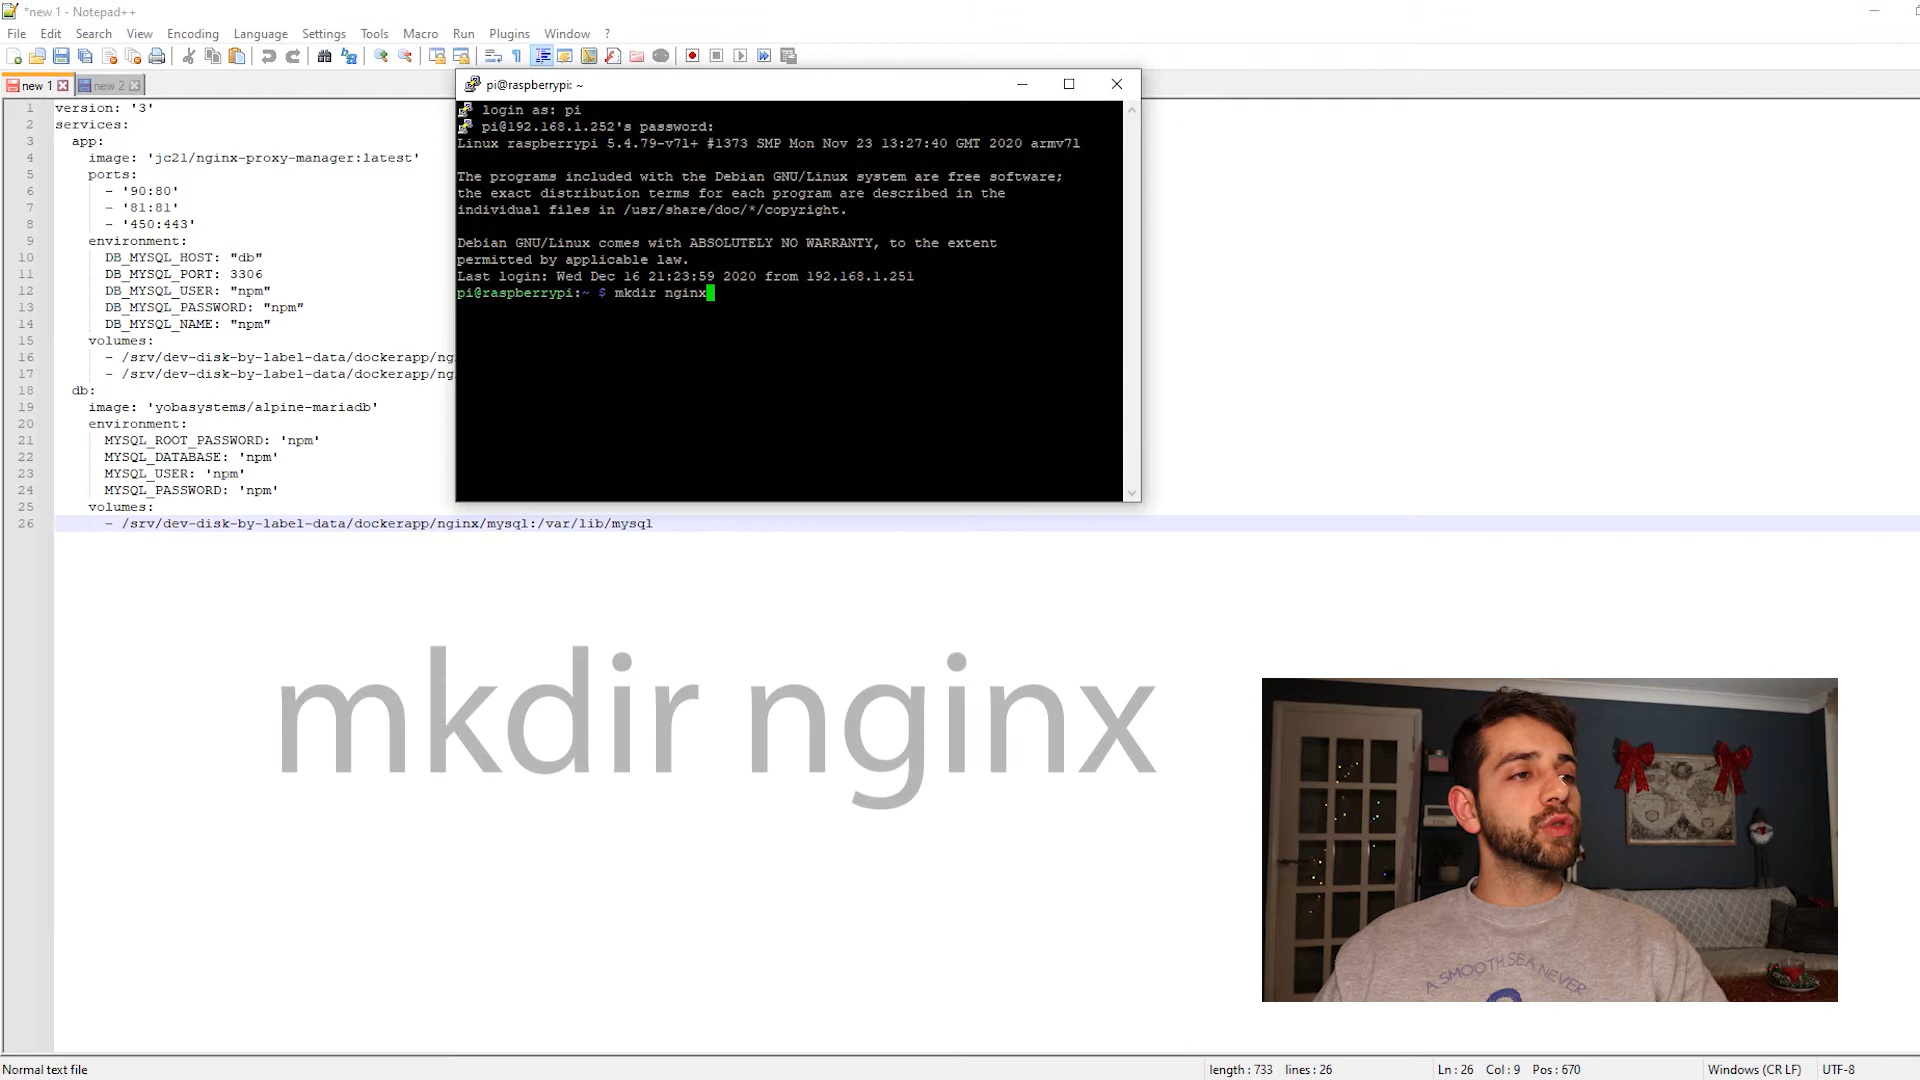 *new 1 - Notepad++
File Edit Search View Encoding Language Settings Tools Macro Run Plugins Window ?
new 1 new 2
1 version: '3'
2 services:
3 app:
4 image: 'jc21/nginx-proxy-manager:latest'
5 ports:
6 - '90:80'
7 - '81:81'
8 - '450:443'
9 environment:
10 DB_MYSQL_HOST: "db"
11 DB_MYSQL_PORT: 3306
12 DB_MYSQL_USER: "npm"
13 DB_MYSQL_PASSWORD: "npm"
14 DB_MYSQL_NAME: "npm"
15 volumes:
16 - /srv/dev-disk-by-label-data/dockerapp/ng
17 - /srv/dev-disk-by-label-data/dockerapp/ng
18 db:
19 image: 'yobasystems/alpine-mariadb'
20 environment:
21 MYSQL_ROOT_PASSWORD: 'npm'
22 MYSQL_DATABASE: 'npm'
23 MYSQL_USER: 'npm'
24 MYSQL_PASSWORD: 'npm'
25 volumes:
26 - /srv/dev-disk-by-label-data/dockerapp/nginx/mysql:/var/lib/mysql
pi@raspberrypi: ~
login as: pi
pi@192.168.1.252's password:
Linux raspberrypi 5.4.79-v7l+ #1373 SMP Mon Nov 23 13:27:40 GMT 2020 armv7l
The programs included with the Debian GNU/Linux system are free software;
the exact distribution terms for each program are described in the
individual files in /usr/share/doc/*/copyright.
Debian GNU/Linux comes with ABSOLUTELY NO WARRANTY, to the extent
permitted by applicable law.
Last login: Wed Dec 16 21:23:59 2020 from 192.168.1.251
pi@raspberrypi:~ $ mkdir nginx
mkdir nginx
A SMOOTH SEA NEVER
Normal text file length : 733 lines : 26 Ln : 26 Col : 9 Pos : 670 Windows (CR LF) UTF-8